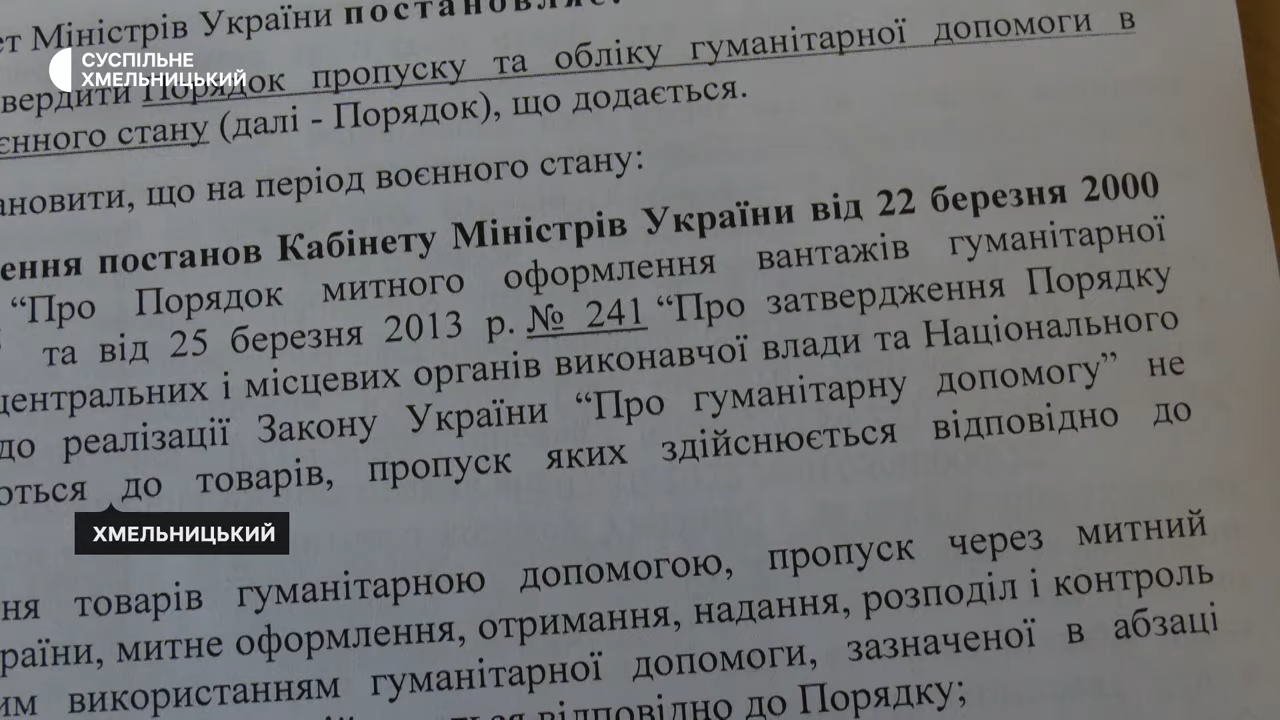 ет Міністрів України постановляє:
СУСПІЛЬНЕ
ХМЕЛЬНИЦЬКИЙ
твердити Порядок пропуску та обліку гуманітарної допомоги в
єнного стану (далі - Порядок), що додається.
ановити, що на період воєнного стану:
ення постанов Кабінету Міністрів України від 22 березня 2000
“Про Порядок митного оформлення вантажів гуманітарної
та від 25 березня 2013 р. № 241 “Про затвердження Порядку
центральних і місцевих органів виконавчої влади та Національного
до реалізації Закону України “Про гуманітарну допомогу” не
ються до товарів, пропуск яких здійснюється відповідно до
ХМЕЛЬНИЦЬКИЙ
ня товарів гуманітарною допомогою, пропуск через митний
раїни, митне оформлення, отримання, надання, розподіл і контроль
им використанням гуманітарної допомоги, зазначеної в абзаці
ься відповідно до Порядку;